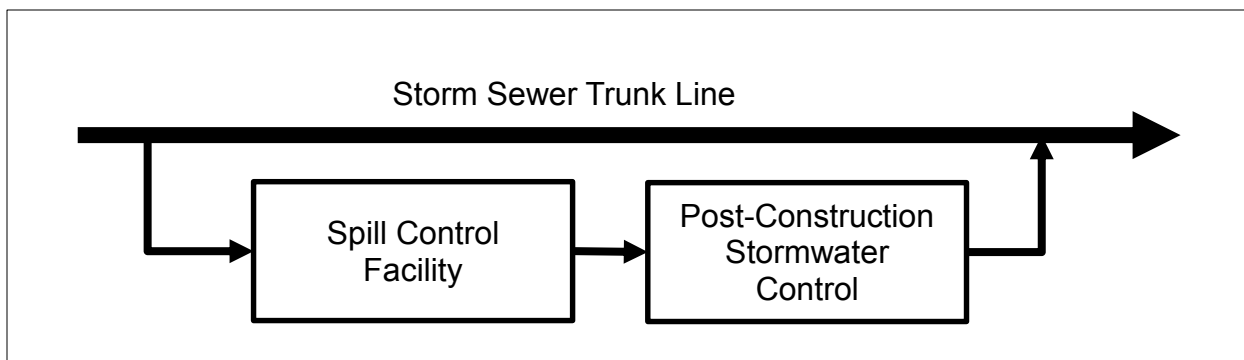 Storm Sewer Trunk Line
Spill Control
Facility
Post-Construction
Stormwater
Control